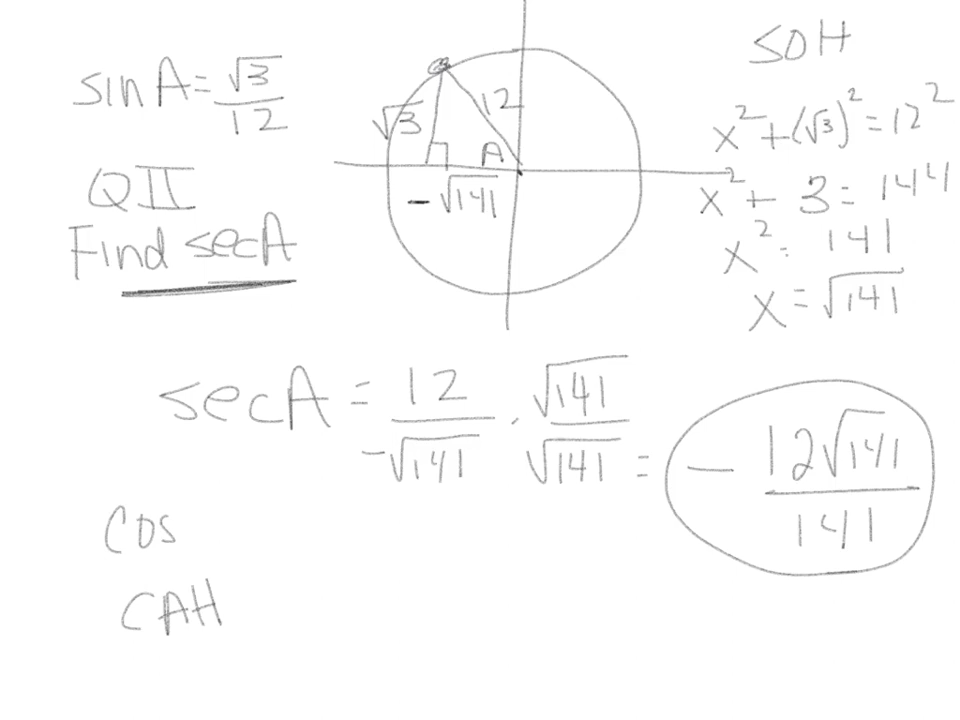 sinA = √3/12
QII
Find secA
√3
12
A
-√141
SOH
x² + (√3)² = 12²
x² + 3 = 144
x² = 141
x = √141
secA = 12/-√141 · √141/√141 = - 12√141/141
COS
CAH